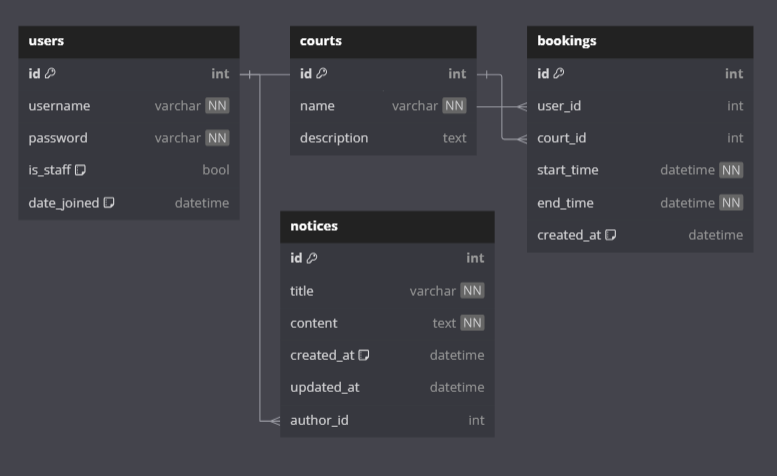 users
id int
username varchar NN
password varchar NN
is_staff bool
date_joined datetime
courts
id int
name varchar NN
description text
bookings
id int
user_id int
court_id int
start_time datetime NN
end_time datetime NN
created_at datetime
notices
id int
title varchar NN
content text NN
created_at datetime
updated_at datetime
author_id int